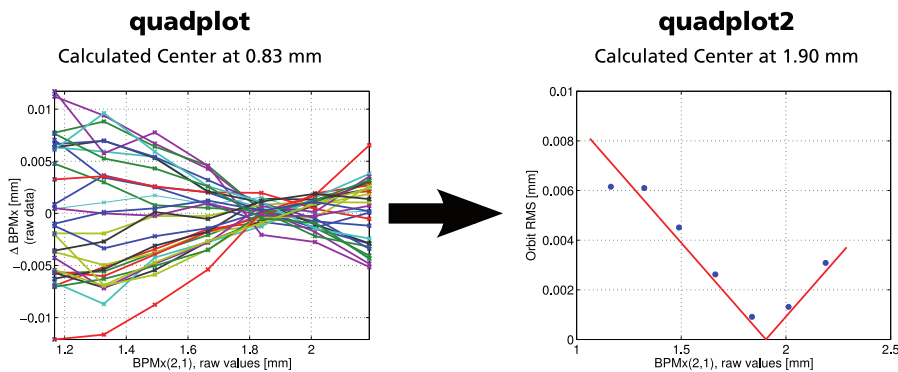 quadplot
Calculated Center at 0.83 mm
0.01
0.005
0
−0.005
−0.01
Δ BPMx [mm]
(raw data)
1.2
1.4
1.6
1.8
2
BPMx(2,1), raw values [mm]
quadplot2
Calculated Center at 1.90 mm
0.01
0.008
0.006
0.004
0.002
0
Orbit RMS [mm]
1
1.5
2
2.5
BPMx(2,1), raw values [mm]